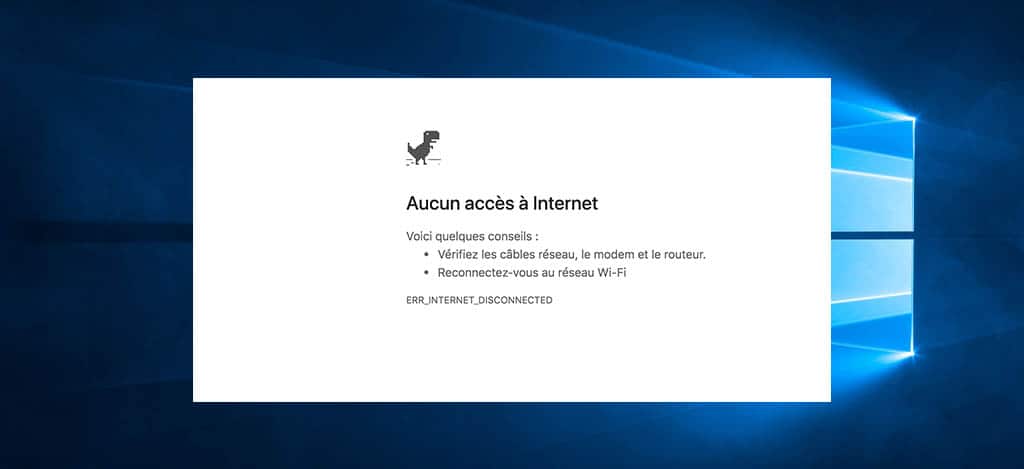 Aucun accès à Internet
Voici quelques conseils :
• Vérifiez les câbles réseau, le modem et le routeur.
• Reconnectez-vous au réseau Wi-Fi
ERR_INTERNET_DISCONNECTED